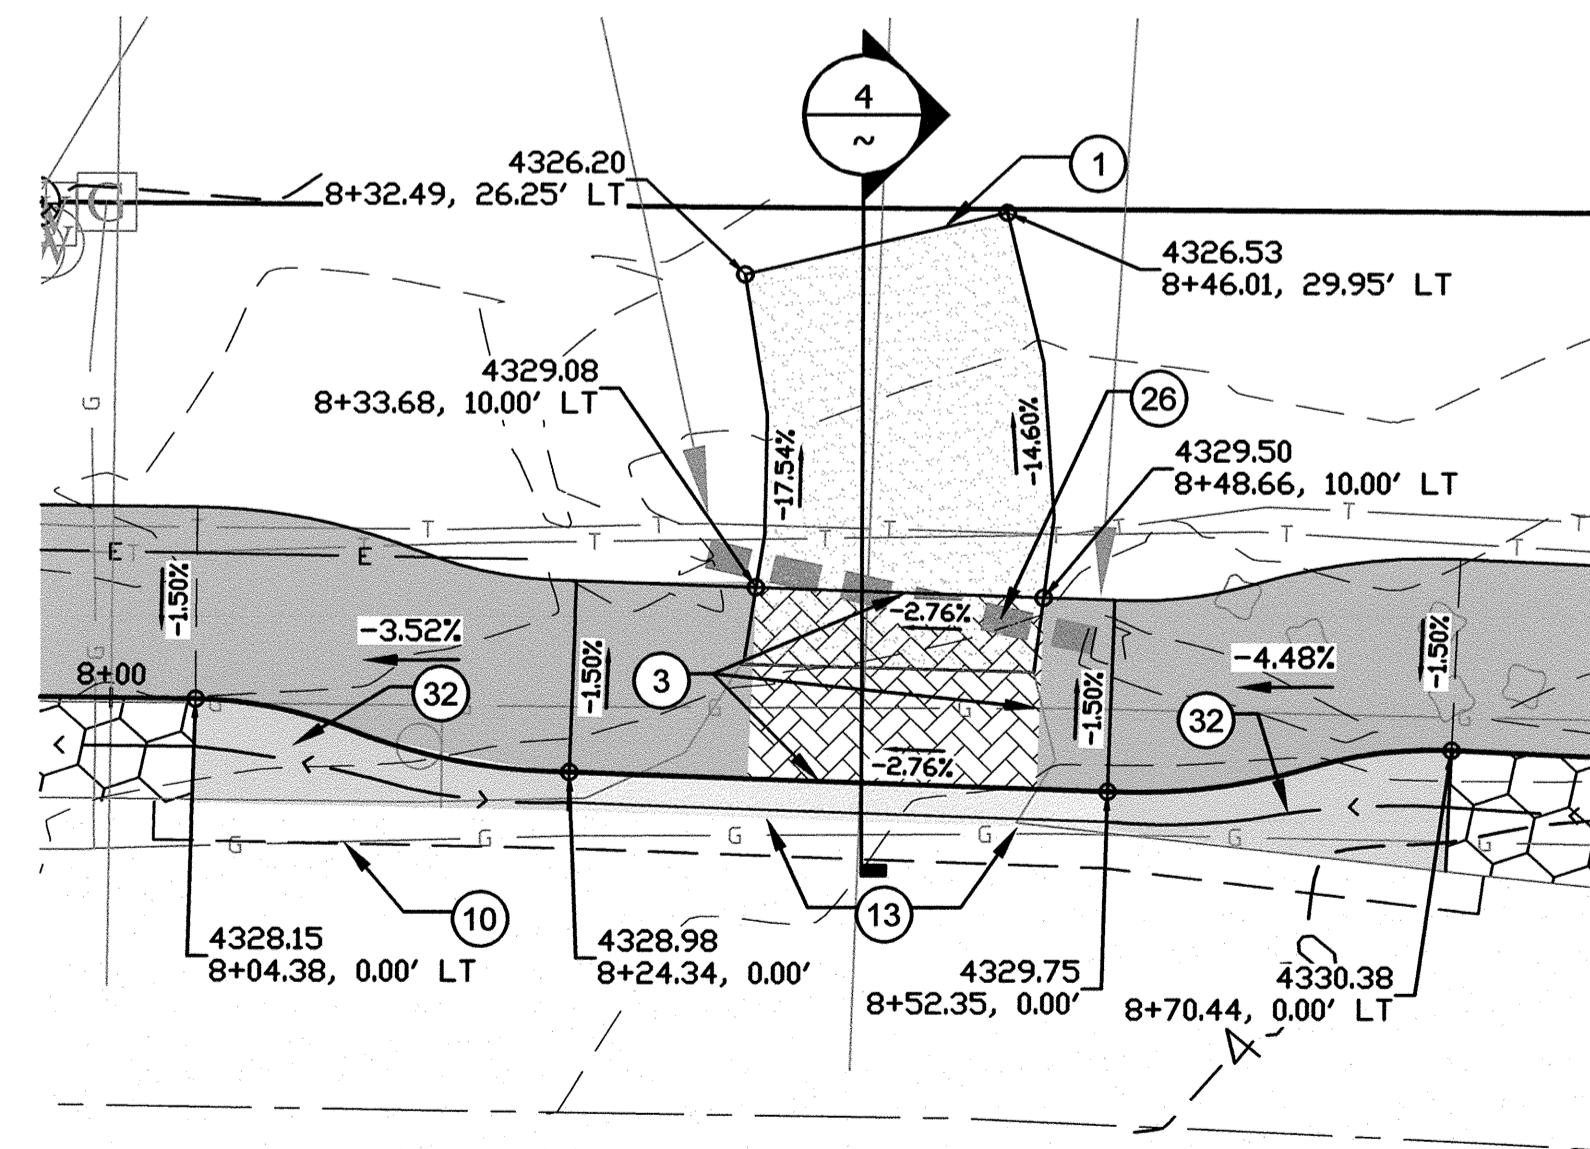 4
~
1
4326.20
8+32.49, 26.25' LT
G
W
4326.53
8+46.01, 29.95' LT
4329.08
8+33.68, 10.00' LT
26
G
-17.54%
-14.60%
4329.50
8+48.66, 10.00' LT
T
T
T
T
T
T
T
T
T
T
E
T
E
-1.50%
-3.52%
-1.50%
-2.76%
-4.48%
-1.50%
G
8+00
32
3
-1.50%
32
G
G
G
G
G
-2.76%
G
G
G
G
G
G
10
13
4328.15
8+04.38, 0.00' LT
4328.98
8+24.34, 0.00'
4329.75
8+52.35, 0.00'
4330.38
8+70.44, 0.00' LT
4